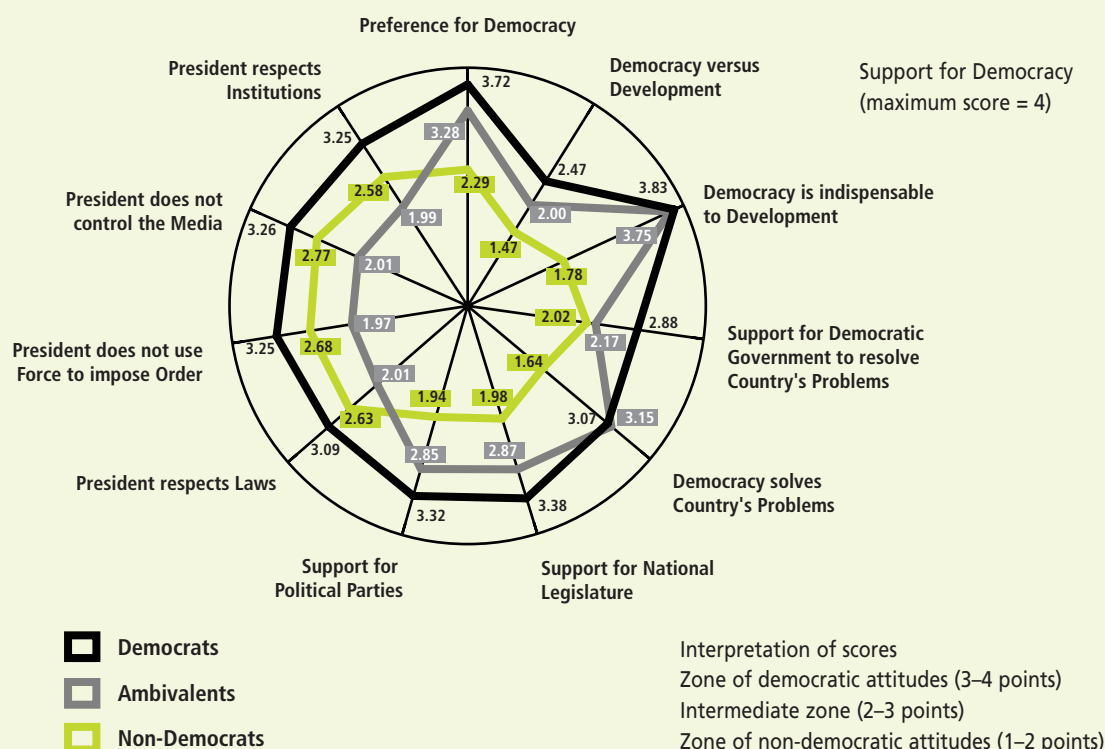 Preference for Democracy
President respects
Institutions
Democracy versus
Development
Support for Democracy
(maximum score = 4)
3.72
3.28
3.25
2.58
2.29
1.99
2.47
2.00
1.47
3.83
3.75
1.78
Democracy is indispensable
to Development
President does not
control the Media
3.26
2.77
2.01
2.02
2.17
2.88
Support for Democratic
Government to resolve
Country's Problems
President does not use
Force to impose Order
3.25
2.68
1.97
2.01
1.64
2.63
3.09
1.94
1.98
3.07
3.15
President respects Laws
2.85
2.87
Democracy solves
Country's Problems
3.32
3.38
Support for
Political Parties
Support for National
Legislature
Democrats
Ambivalents
Non-Democrats
Interpretation of scores
Zone of democratic attitudes (3–4 points)
Intermediate zone (2–3 points)
Zone of non-democratic attitudes (1–2 points)